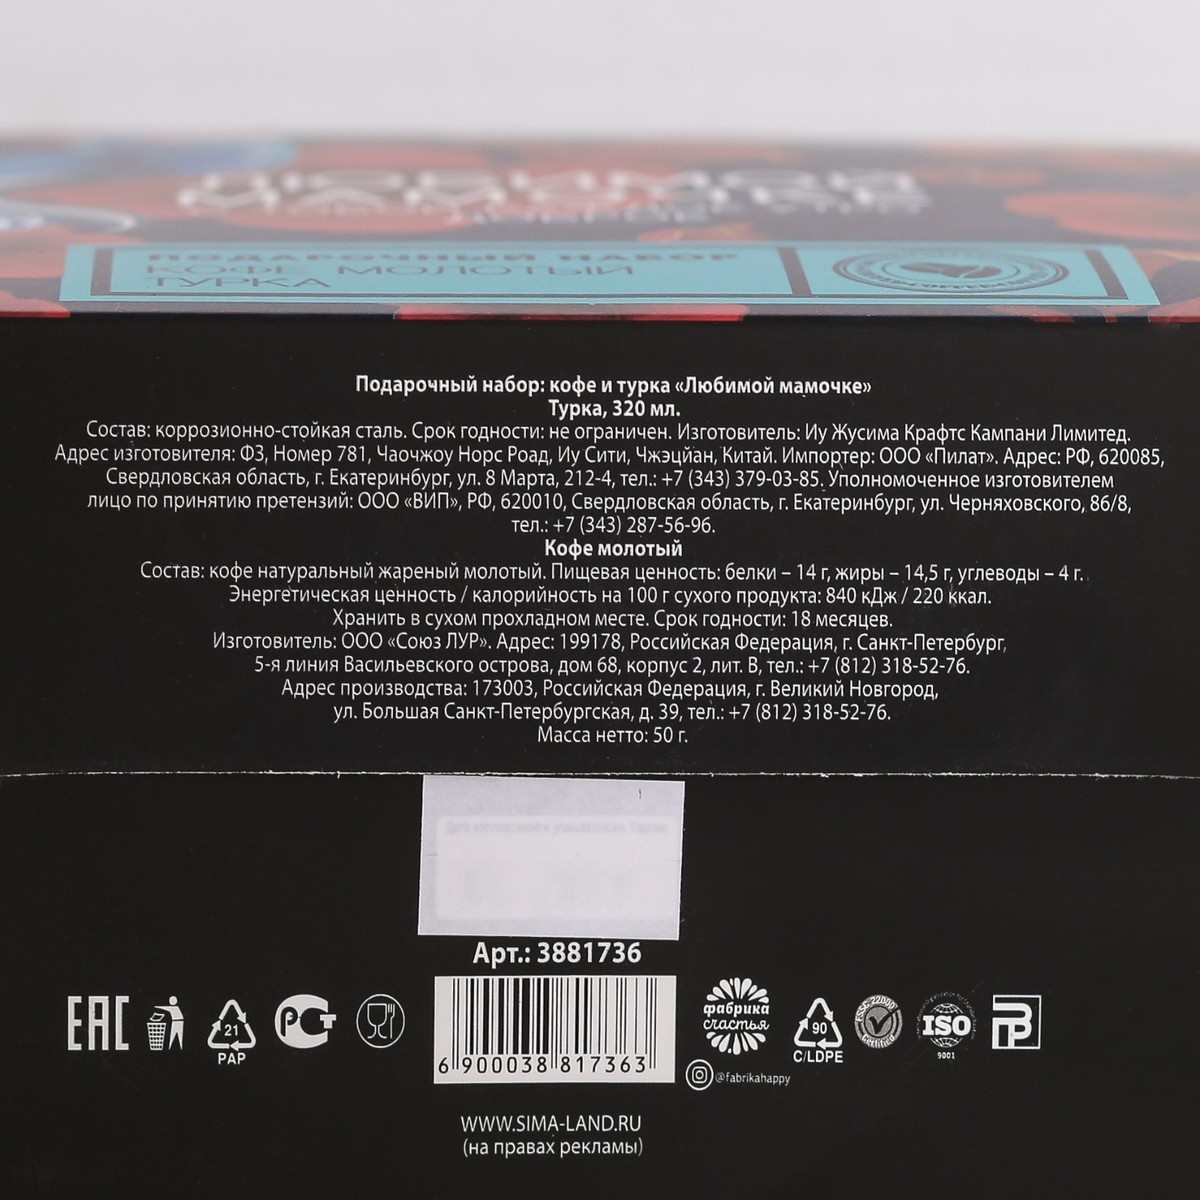 ЛЮБИМОЙ
МАМОЧКЕ
ПОДАРОЧНЫЙ НАБОР
КОФЕ МОЛОТЫЙ
ТУРКА
Подарочный набор: кофе и турка «Любимой мамочке»
Турка, 320 мл.
Состав: коррозионно-стойкая сталь. Срок годности: не ограничен. Изготовитель: Иу Жусима Крафтс Кампани Лимитед.
Адрес изготовителя: Ф3, Номер 781, Чаочжоу Норс Роад, Иу Сити, Чжэцйан, Китай. Импортер: ООО «Пилат». Адрес: РФ, 620085,
Свердловская область, г. Екатеринбург, ул. 8 Марта, 212-4, тел.: +7 (343) 379-03-85. Уполномоченное изготовителем
лицо по принятию претензий: ООО «ВИП», РФ, 620010, Свердловская область, г. Екатеринбург, ул. Черняховского, 86/8,
тел.: +7 (343) 287-56-96.
Кофе молотый
Состав: кофе натуральный жареный молотый. Пищевая ценность: белки – 14 г, жиры – 14,5 г, углеводы – 4 г.
Энергетическая ценность / калорийность на 100 г сухого продукта: 840 кДж / 220 ккал.
Хранить в сухом прохладном месте. Срок годности: 18 месяцев.
Изготовитель: ООО «Союз ЛУР». Адрес: 199178, Российская Федерация, г. Санкт-Петербург,
5-я линия Васильевского острова, дом 68, корпус 2, лит. В, тел.: +7 (812) 318-52-76.
Адрес производства: 173003, Российская Федерация, г. Великий Новгород,
ул. Большая Санкт-Петербургская, д. 39, тел.: +7 (812) 318-52-76.
Масса нетто: 50 г.
Арт.: 3881736
EAC
21
PAP
РСТ
6 900038 817363
фабрика
счастья
@fabrikahappy
90
C/LDPE
FSSC 22000
Certified
ISO
9001
WWW.SIMA-LAND.RU
(на правах рекламы)